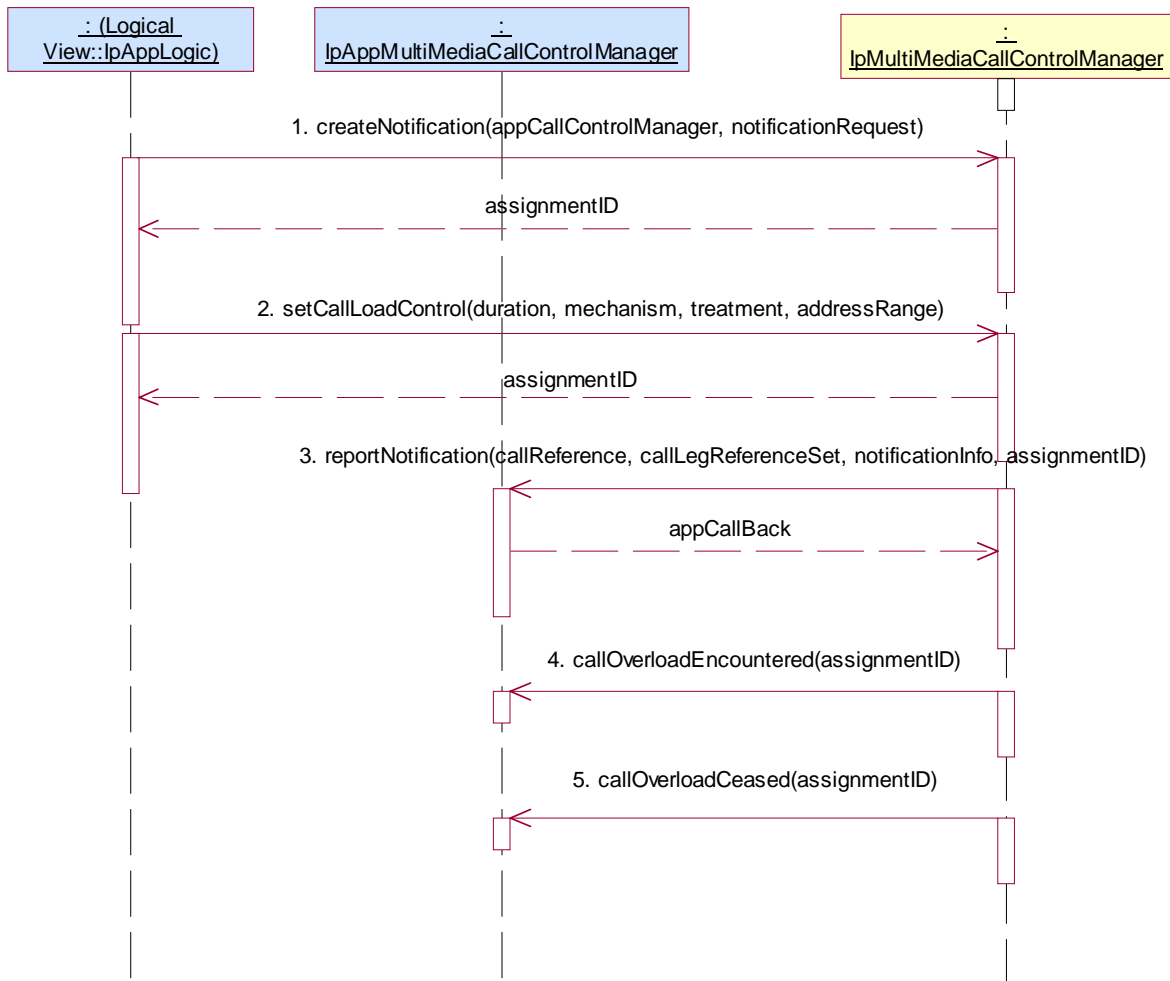 : (Logical
View::IpAppLogic)
:
IpAppMultiMediaCallControlManager
:
IpMultiMediaCallControlManager
1. createNotification(appCallControlManager, notificationRequest)
assignmentID
2. setCallLoadControl(duration, mechanism, treatment, addressRange)
assignmentID
3. reportNotification(callReference, callLegReferenceSet, notificationInfo, assignmentID)
appCallBack
4. callOverloadEncountered(assignmentID)
5. callOverloadCeased(assignmentID)